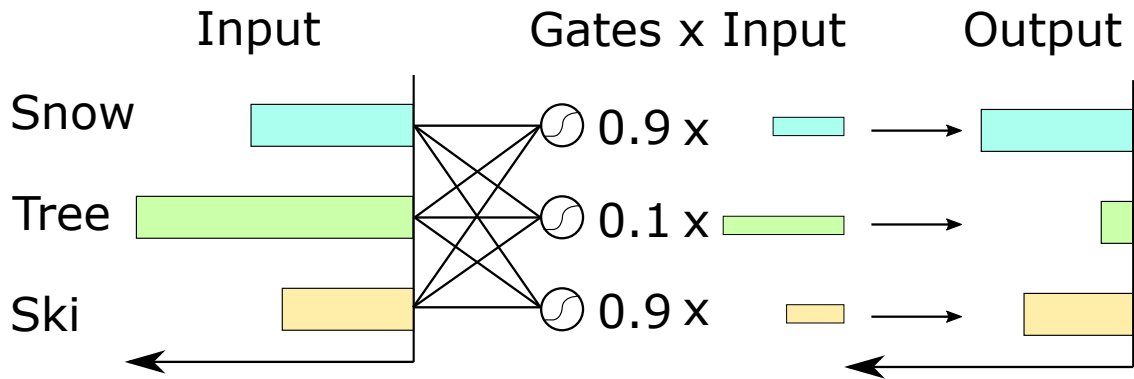 Input Gates x Input Output
Snow 0.9 x
Tree 0.1 x
Ski 0.9 x